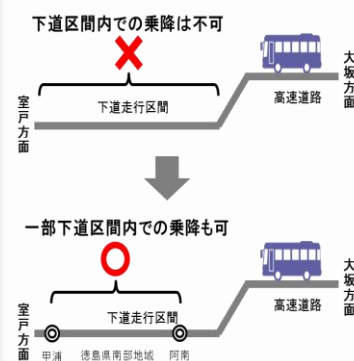 下道区間内での乗降は不可
下道走行区間
室戸方面
高速道路
大坂方面
一部下道区間内での乗降も可
下道走行区間
室戸方面
高速道路
大坂方面
甲浦 徳島県南部地域 阿南